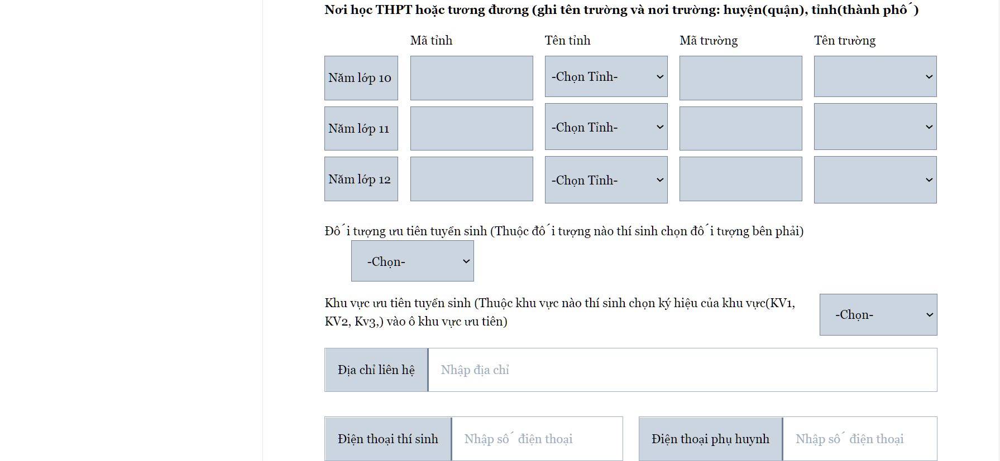 Nơi học THPT hoặc tương đương (ghi tên trường và nơi trường: huyện(quận), tỉnh(thành phố)
Mã tỉnh Tên tỉnh Mã trường Tên trường
Năm lớp 10 -Chọn Tỉnh-
Năm lớp 11 -Chọn Tỉnh-
Năm lớp 12 -Chọn Tỉnh-
Đối tượng ưu tiên tuyển sinh (Thuộc đối tượng nào thí sinh chọn đối tượng bên phải)
-Chọn-
Khu vực ưu tiên tuyển sinh (Thuộc khu vực nào thí sinh chọn ký hiệu của khu vực(KV1,
KV2, Kv3,) vào ô khu vực ưu tiên)
-Chọn-
Địa chỉ liên hệ Nhập địa chỉ
Điện thoại thí sinh Nhập số điện thoại Điện thoại phụ huynh Nhập số điện thoại